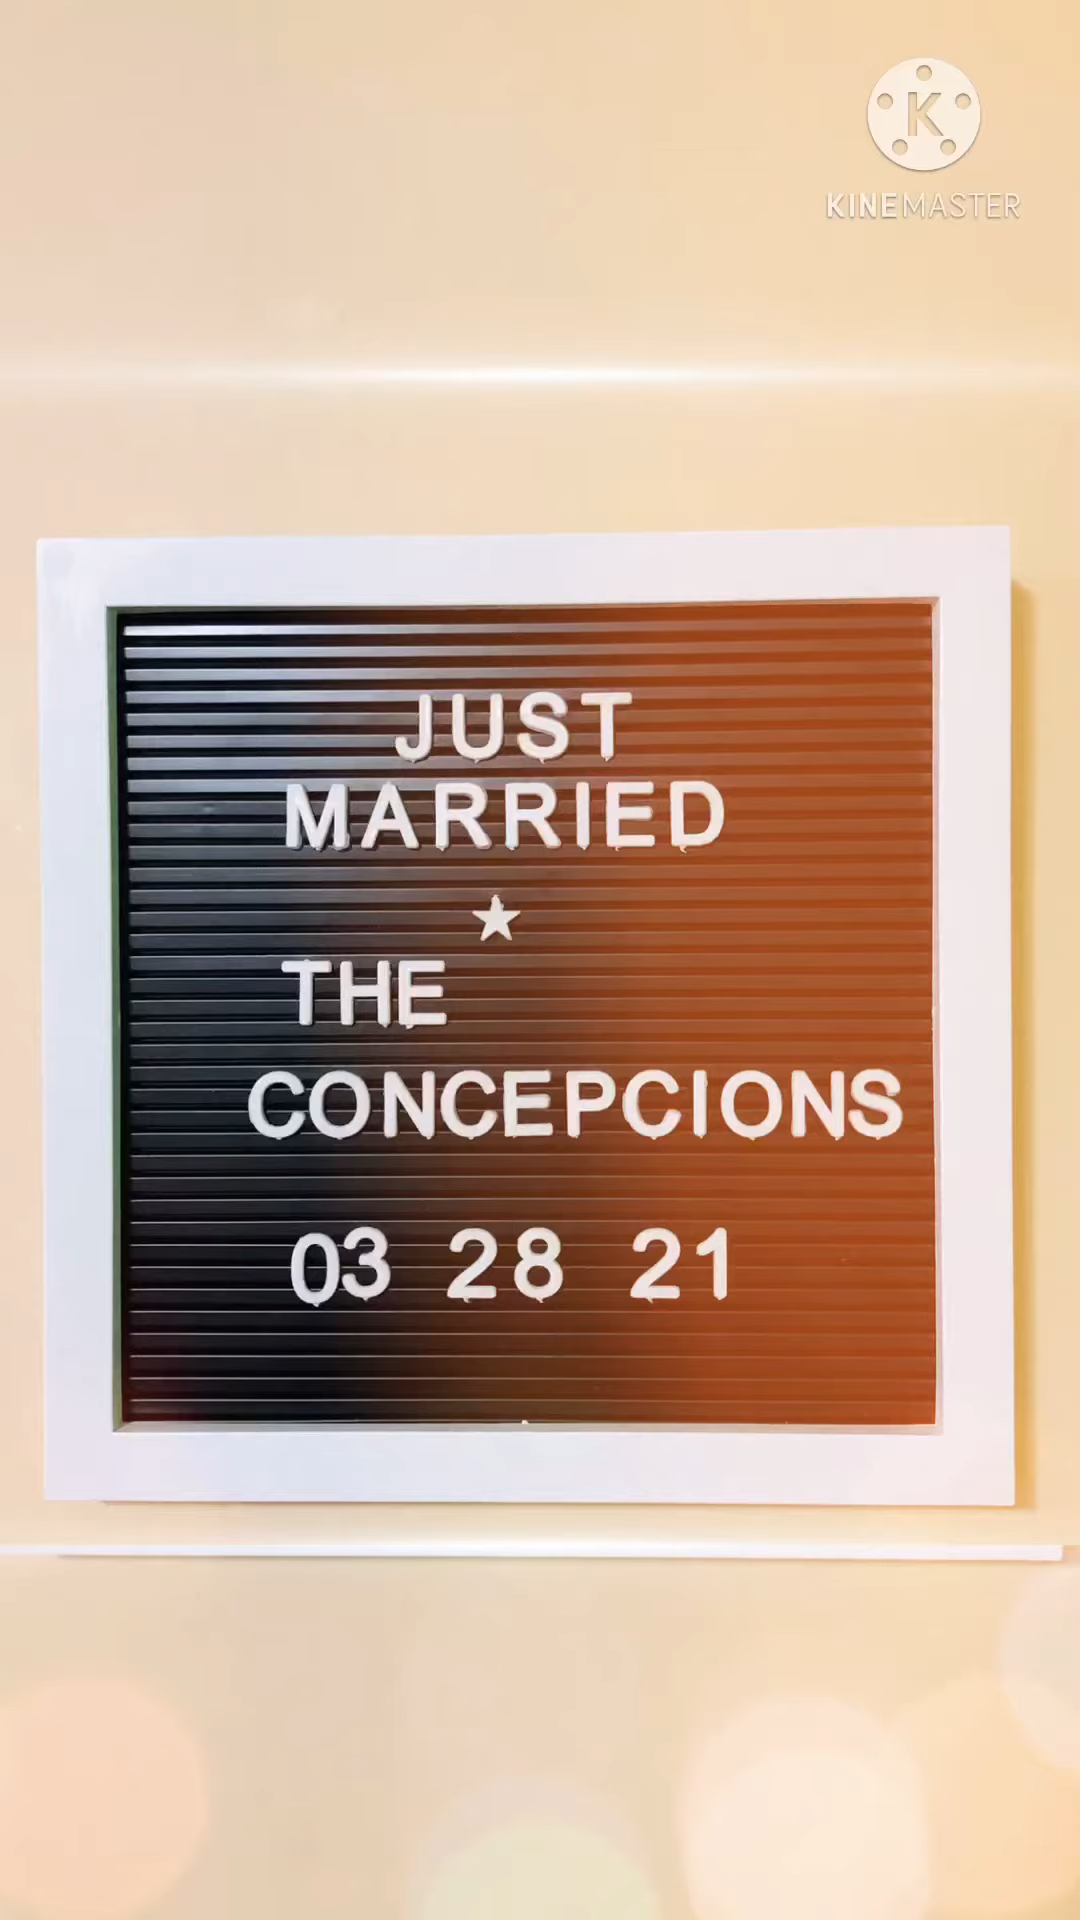 K
KINEMASTER
JUST
MARRIED
THE
CONCEPCIONS
03 28 21